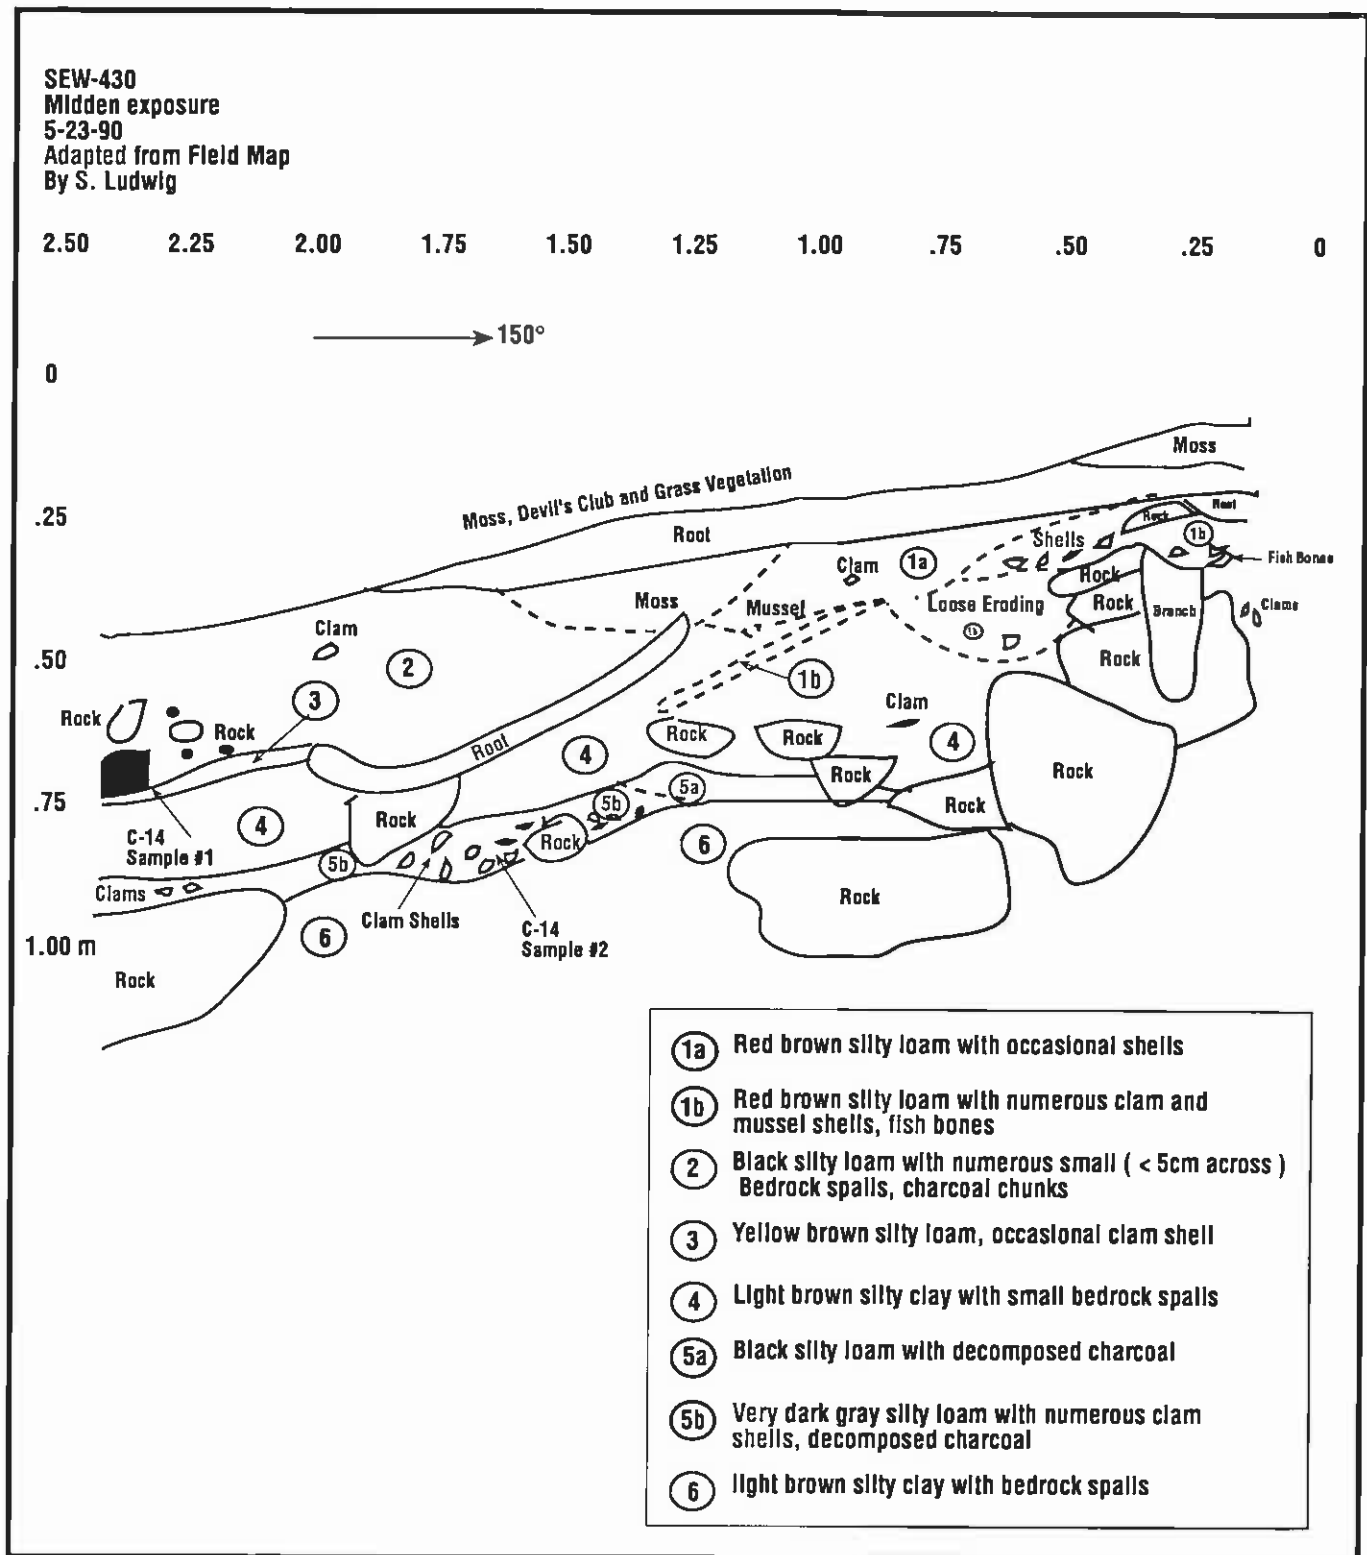 SEW-430
Midden exposure
5-23-90
Adapted from Field Map
By S. Ludwig
2.50 2.25 2.00 1.75 1.50 1.25 1.00 .75 .50 .25 0
150°
0
Moss
Moss, Devil's Club and Grass Vegetation
.25
Root
Rock
Root
Shells
1b
Fish Bones
Clam
1a
Rock
Moss
Mussel
Loose Eroding
Rock
Branch
Clams
Clam
1b
.50
2
Rock
1b
3
Clam
Rock
Rock
Root
4
Rock
Rock
4
Rock
Rock
.75
5a
5b
Rock
Rock
4
C-14
Sample #1
Rock
6
5b
Clams
Rock
Clam Shells
6
C-14
Sample #2
1.00 m
Rock
1a Red brown silty loam with occasional shells
1b Red brown silty loam with numerous clam and
mussel shells, fish bones
2 Black silty loam with numerous small ( < 5cm across )
Bedrock spalls, charcoal chunks
3 Yellow brown silty loam, occasional clam shell
4 Light brown silty clay with small bedrock spalls
5a Black silty loam with decomposed charcoal
5b Very dark gray silty loam with numerous clam
shells, decomposed charcoal
6 light brown silty clay with bedrock spalls